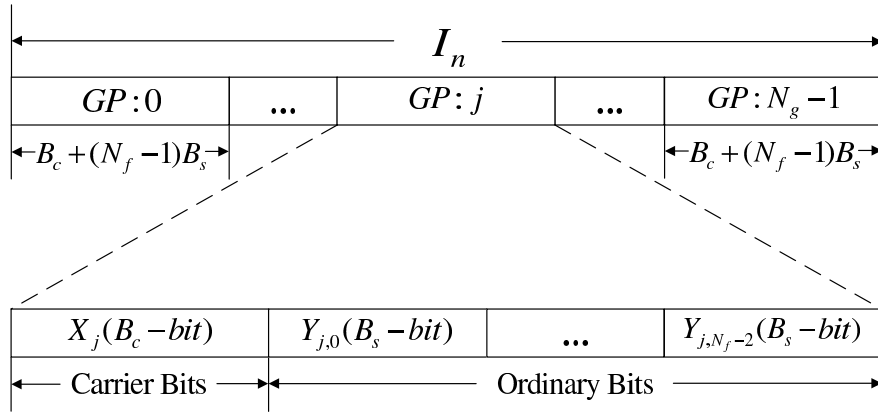 I_n
GP:0 ... GP:j ... GP:N_g−1
B_c+(N_f−1)B_s B_c+(N_f−1)B_s
X_j(B_c−bit) Y_{j,0}(B_s−bit) ... Y_{j,N_f−2}(B_s−bit)
Carrier Bits Ordinary Bits